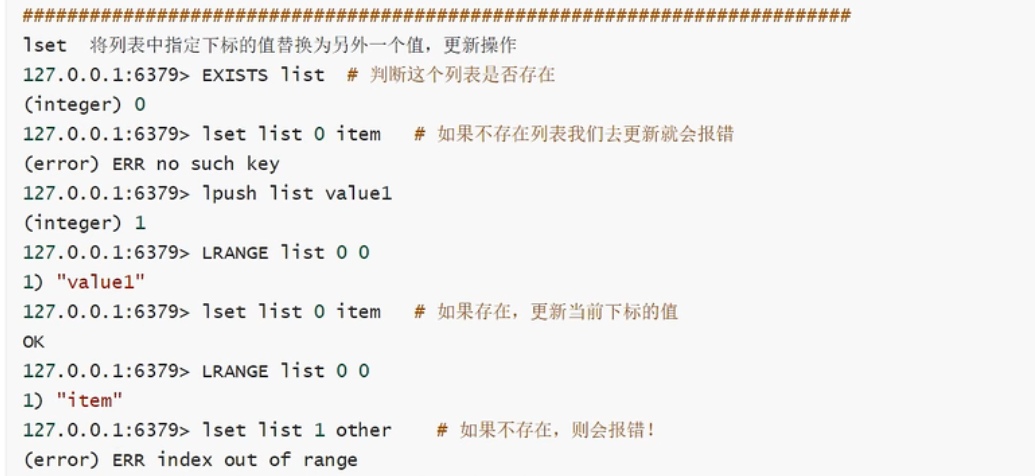 ##########################################################################
lset  将列表中指定下标的值替换为另外一个值，更新操作
127.0.0.1:6379> EXISTS list  # 判断这个列表是否存在
(integer) 0
127.0.0.1:6379> lset list 0 item   # 如果不存在列表我们去更新就会报错
(error) ERR no such key
127.0.0.1:6379> lpush list value1
(integer) 1
127.0.0.1:6379> LRANGE list 0 0
1) "value1"
127.0.0.1:6379> lset list 0 item   # 如果存在，更新当前下标的值
OK
127.0.0.1:6379> LRANGE list 0 0
1) "item"
127.0.0.1:6379> lset list 1 other    # 如果不存在，则会报错！
(error) ERR index out of range